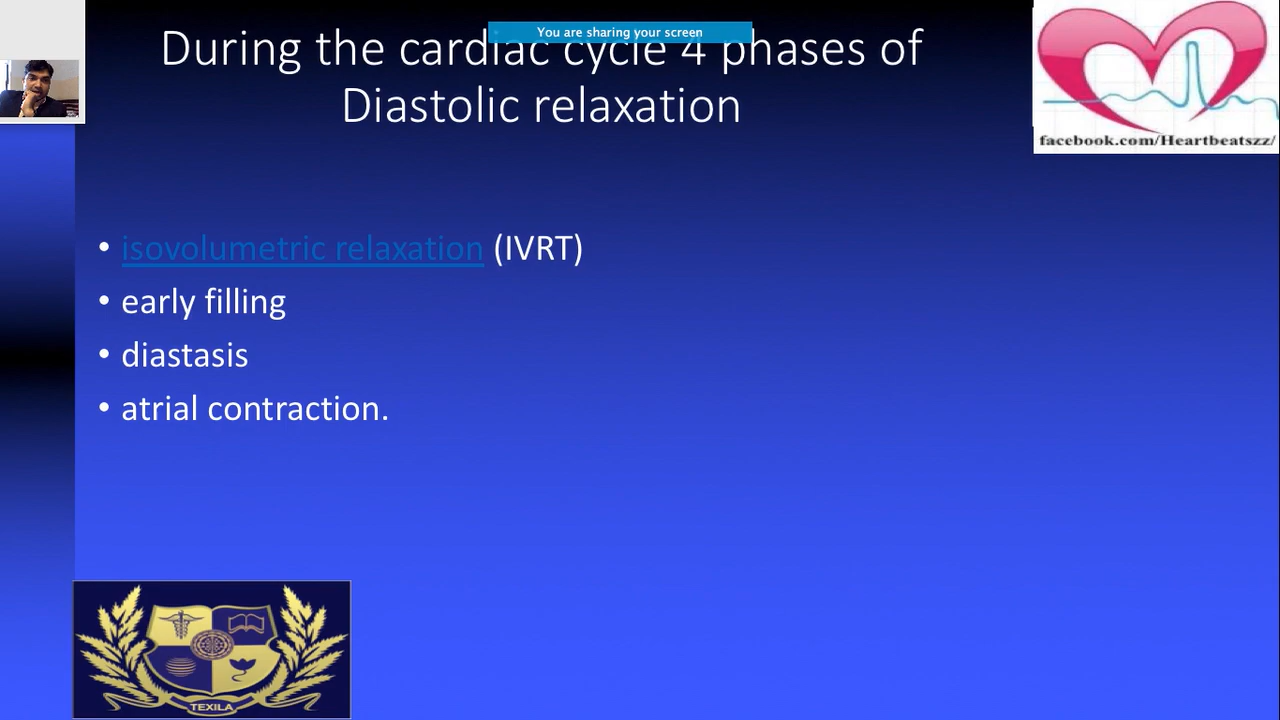 You are sharing your screen
During the cardiac cycle 4 phases of
Diastolic relaxation
facebook.com/Heartbeatszz/
• isovolumetric relaxation (IVRT)
• early filling
• diastasis
• atrial contraction.
TEXILA